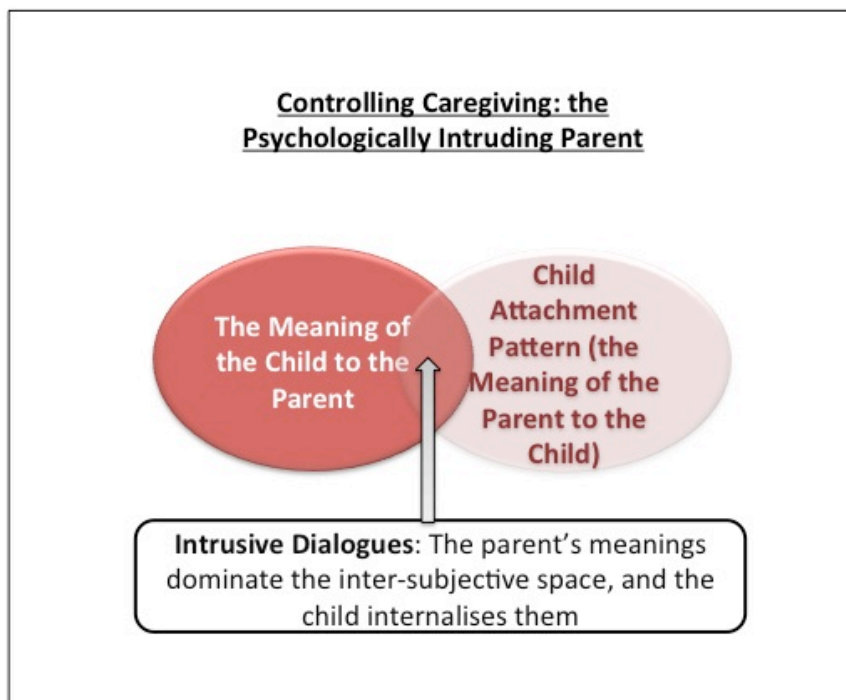 Controlling Caregiving: the
Psychologically Intruding Parent
The Meaning of
the Child to the
Parent
Child
Attachment
Pattern (the
Meaning of the
Parent to the
Child)
Intrusive Dialogues: The parent's meanings
dominate the inter-subjective space, and the
child internalises them